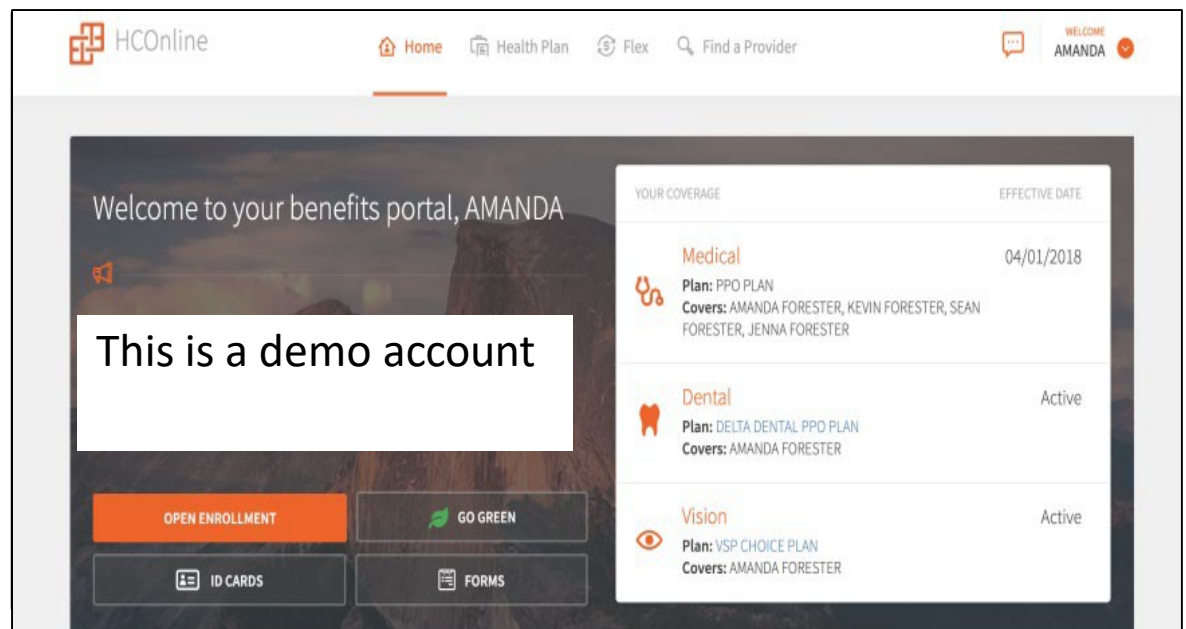 HCOnline
Home
Health Plan
Flex
Find a Provider
WELCOME
AMANDA
Welcome to your benefits portal, AMANDA
This is a demo account
OPEN ENROLLMENT
GO GREEN
ID CARDS
FORMS
YOUR COVERAGE
EFFECTIVE DATE
Medical
04/01/2018
Plan: PPO PLAN
Covers: AMANDA FORESTER, KEVIN FORESTER, SEAN
FORESTER, JENNA FORESTER
Dental
Active
Plan: DELTA DENTAL PPO PLAN
Covers: AMANDA FORESTER
Vision
Active
Plan: VSP CHOICE PLAN
Covers: AMANDA FORESTER